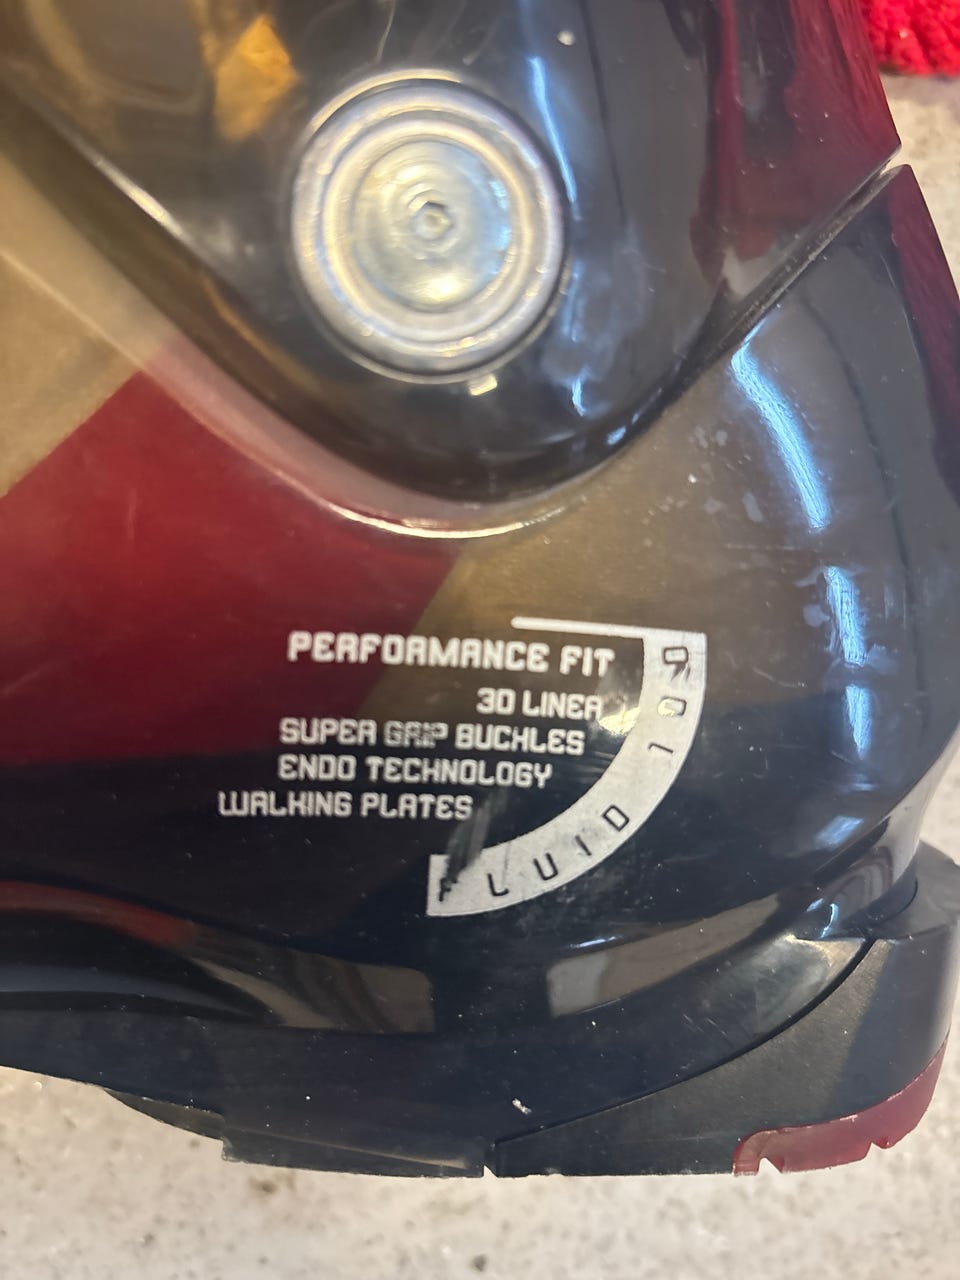 PERFORMANCE FIT
3D LINER
SUPER GRIP BUCKLES
ENDO TECHNOLOGY
WALKING PLATES
FLUID 100